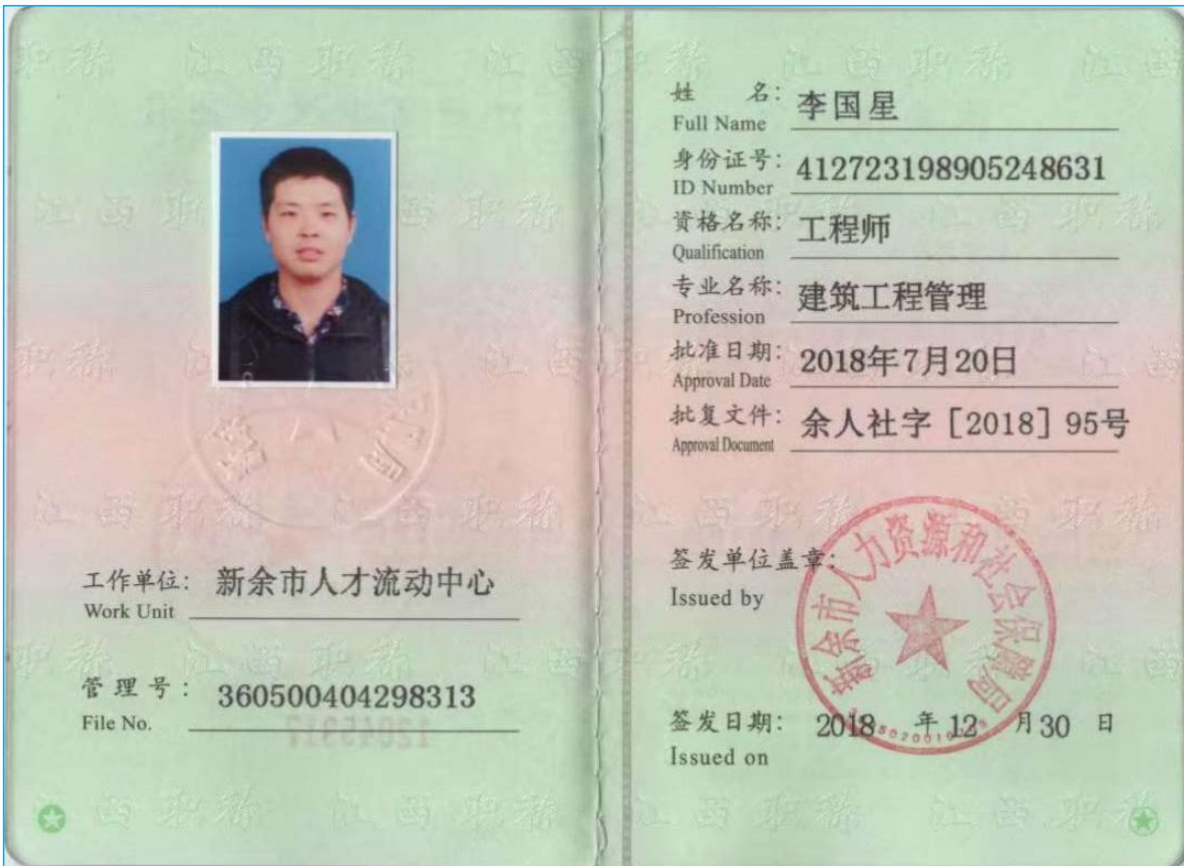 工作单位: 新余市人才流动中心
Work Unit
管理号: 360500404298313
File No.
12045317
姓名: 李国星
Full Name
身份证号: 412723198905248631
ID Number
资格名称: 工程师
Qualification
专业名称: 建筑工程管理
Profession
批准日期: 2018年7月20日
Approval Date
批复文件: 余人社字［2018］95号
Approval Document
签发单位盖章:
Issued by
新余市人力资源和社会保障局
签发日期: 2018 年 12 月 30 日
Issued on
江西职称